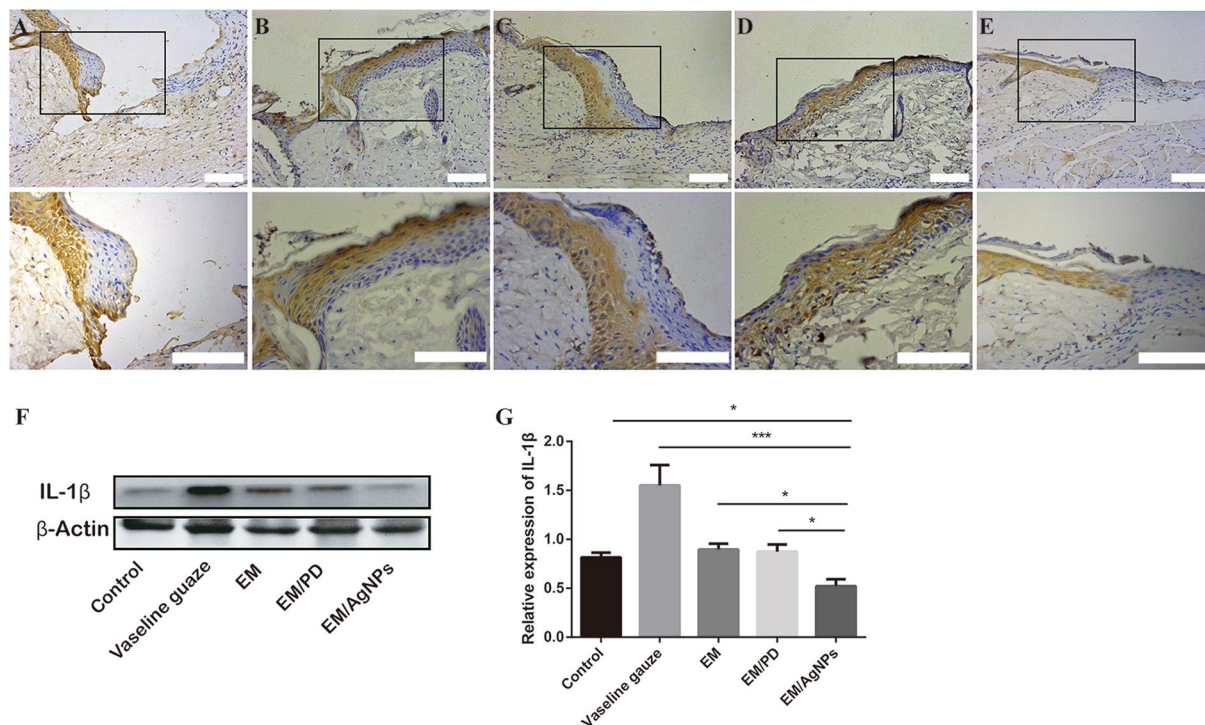 A B C D E
F
IL-1β
β-Actin
Control
Vaseline guaze
EM
EM/PD
EM/AgNPs
G
*
***
*
*
Relative expression of IL-1β
2.0
1.5
1.0
0.5
0.0
Control
Vaseline gauze
EM
EM/PD
EM/AgNPs